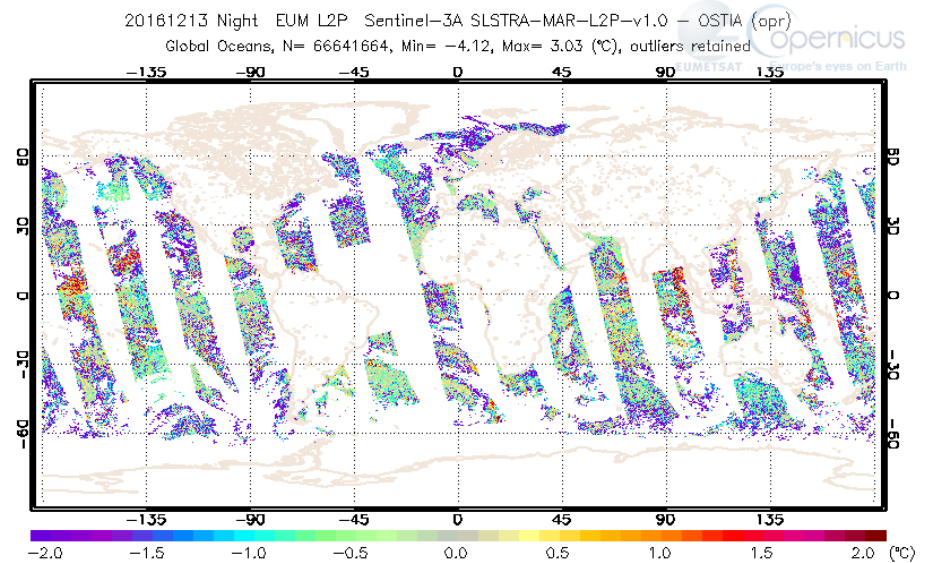 20161213 Night EUM L2P Sentinel-3A SLSTRA-MAR-L2P-v1.0 – OSTIA (opr)
Global Oceans, N= 66641664, Min= −4.12, Max= 3.03 (°C), outliers retained
opernicus
EUMETSAT
Europe's eyes on Earth
−135 −90 −45 0 45 90 135
60 60
30 30
0 0
−30 −30
−60 −60
−135 −90 −45 0 45 90 135
−2.0 −1.5 −1.0 −0.5 0.0 0.5 1.0 1.5 2.0 (°C)